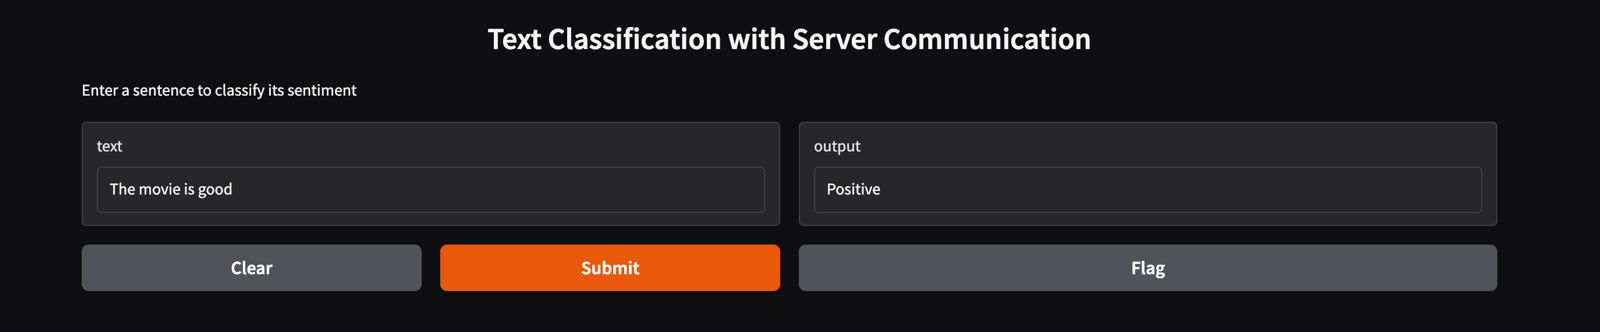 Text Classification with Server Communication
Enter a sentence to classify its sentiment
text
The movie is good
output
Positive
Clear
Submit
Flag